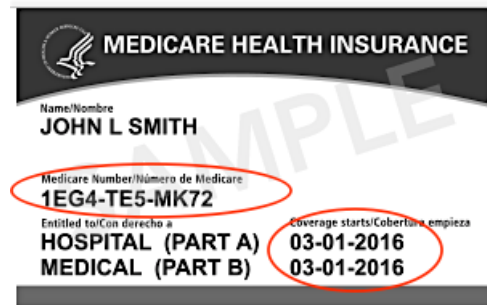 MEDICARE HEALTH INSURANCE
SAMPLE
Name/Nombre
JOHN L SMITH
Medicare Number/Número de Medicare
1EG4-TE5-MK72
Entitled to/Con derecho a Coverage starts/Cobertura empieza
HOSPITAL (PART A) 03-01-2016
MEDICAL (PART B) 03-01-2016